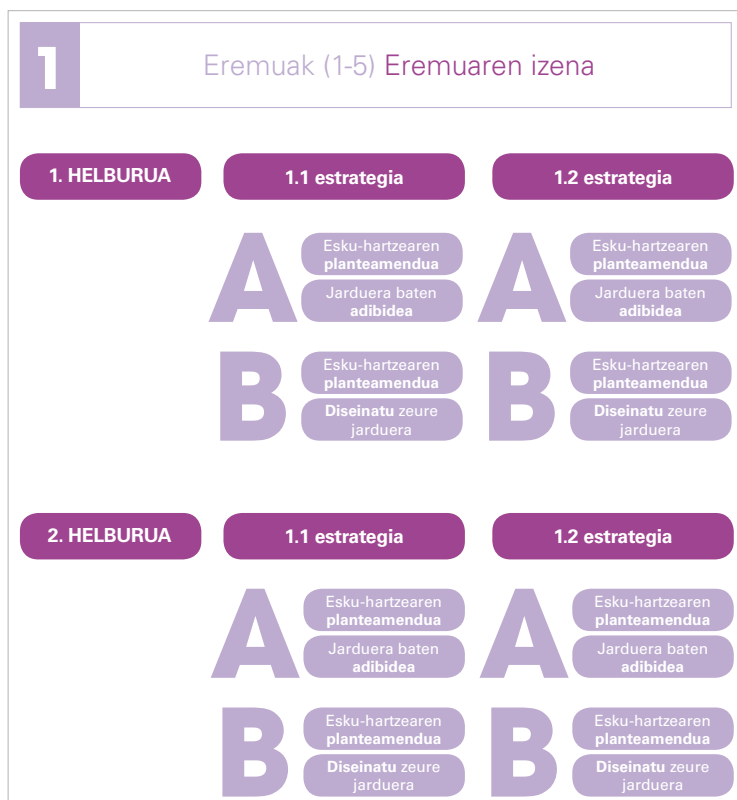 1
Eremuak (1-5) Eremuaren izena
1. HELBURUA
1.1 estrategia
1.2 estrategia
A
Esku-hartzearen
planteamendua
Jarduera baten
adibidea
A
Esku-hartzearen
planteamendua
Jarduera baten
adibidea
B
Esku-hartzearen
planteamendua
Diseinatu zeure
jarduera
B
Esku-hartzearen
planteamendua
Diseinatu zeure
jarduera
2. HELBURUA
1.1 estrategia
1.2 estrategia
A
Esku-hartzearen
planteamendua
Jarduera baten
adibidea
A
Esku-hartzearen
planteamendua
Jarduera baten
adibidea
B
Esku-hartzearen
planteamendua
Diseinatu zeure
jarduera
B
Esku-hartzearen
planteamendua
Diseinatu zeure
jarduera